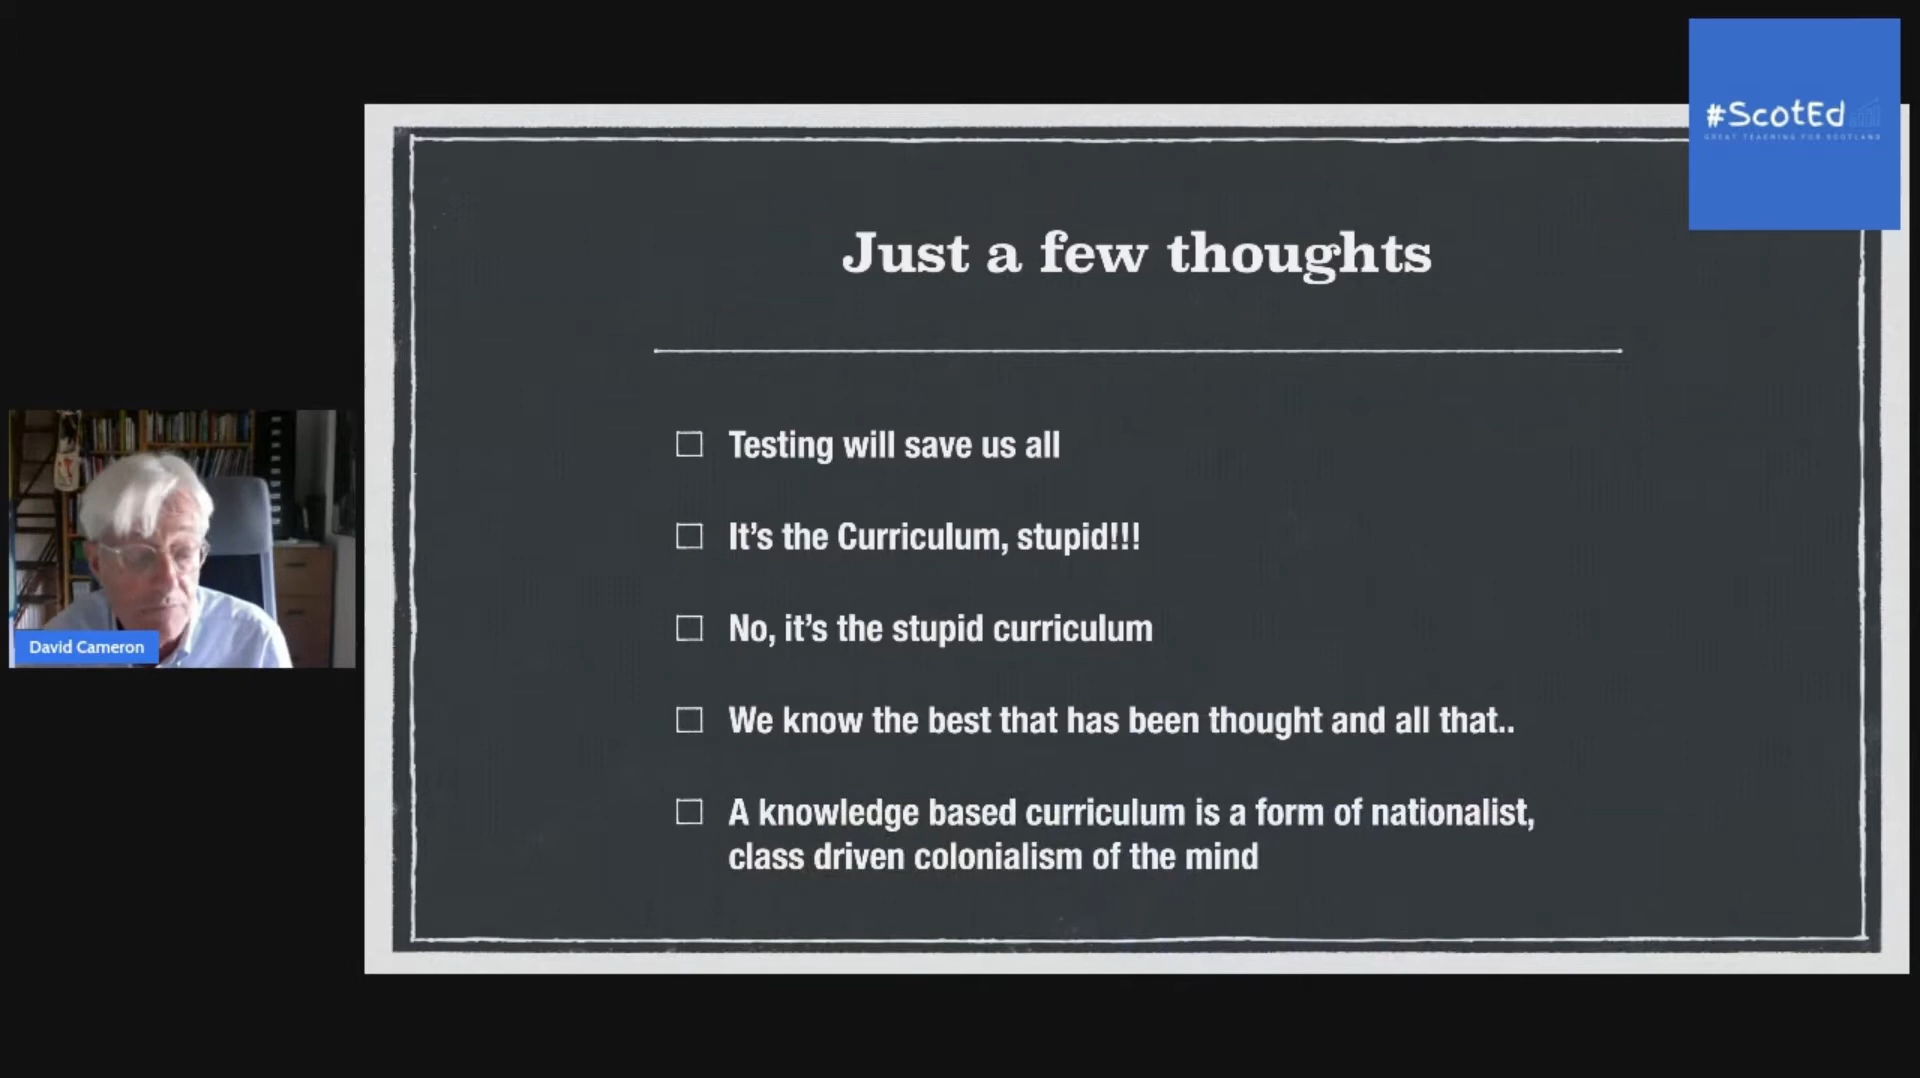 #ScotEd
GREAT TEACHING FOR SCOTLAND
Just a few thoughts
Testing will save us all
It’s the Curriculum, stupid!!!
No, it’s the stupid curriculum
We know the best that has been thought and all that..
A knowledge based curriculum is a form of nationalist,
class driven colonialism of the mind
David Cameron